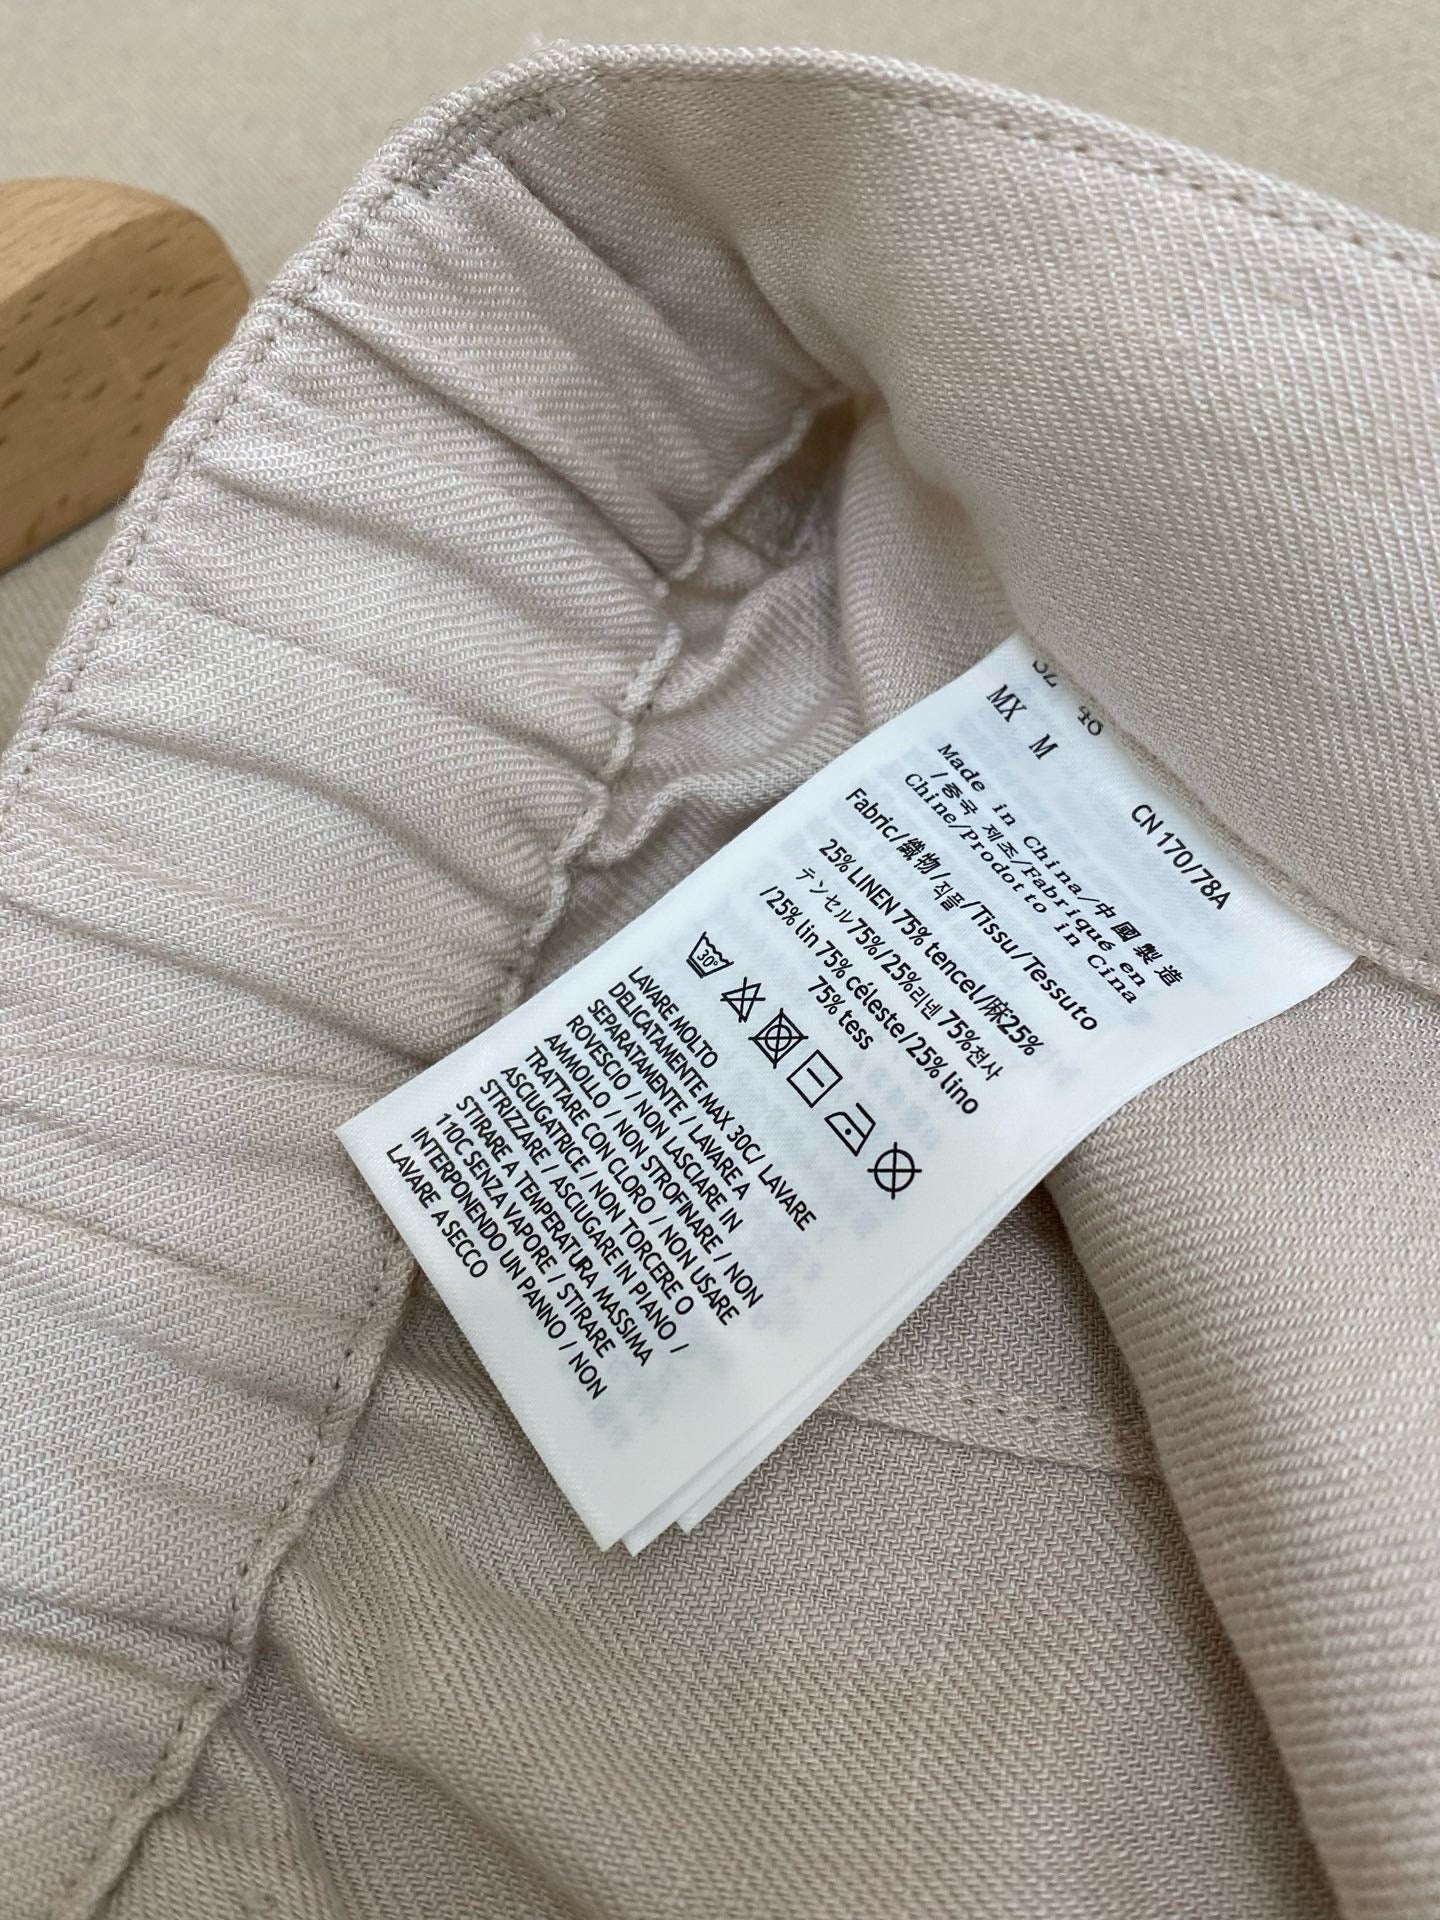 MX M
CN 170/78A
Made in China/中國製造
/중국 제조/Fabriqué en
Chine/Prodotto in Cina
Fabric/織物/직물/Tissu/Tessuto
25% LINEN 75% tencel/麻25%
テンセル75%/25%리넨 75%천사
/25% lin 75% céleste/25% lino
75% tess
30°
LAVARE MOLTO
DELICATAMENTE MAX 30C/ LAVARE
SEPARATAMENTE / LAVARE A
ROVESCIO / NON LASCIARE IN
AMMOLLO / NON STROFINARE / NON
TRATTARE CON CLORO / NON USARE
ASCIUGATRICE / NON TORCERE O
STRIZZARE / ASCIUGARE IN PIANO /
STIRARE A TEMPERATURA MASSIMA
110C SENZA VAPORE / STIRARE
INTERPONENDO UN PANNO / NON
LAVARE A SECCO